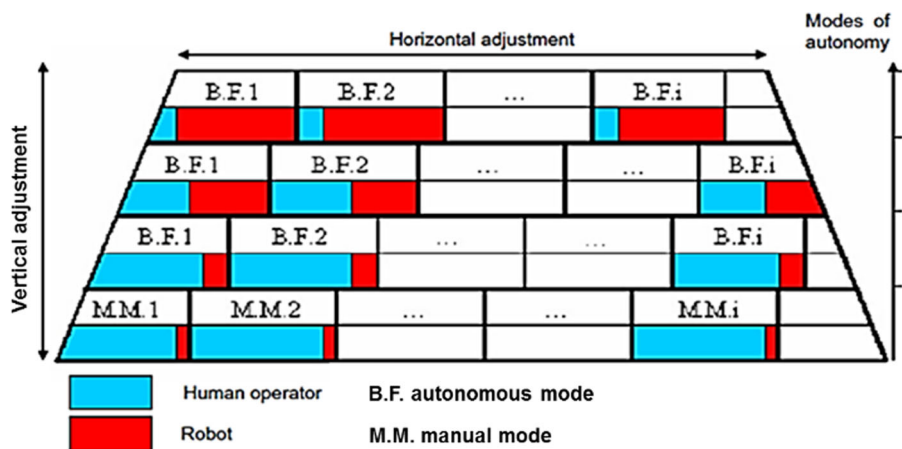 Modes of
autonomy
Horizontal adjustment
Vertical adjustment
B.F.1 B.F.2 ... B.F.i
B.F.1 B.F.2 ... ... B.F.i
B.F.1 B.F.2 ... ... B.F.i
M.M.1 M.M.2 ... ... M.M.i
Human operator B.F. autonomous mode
Robot M.M. manual mode